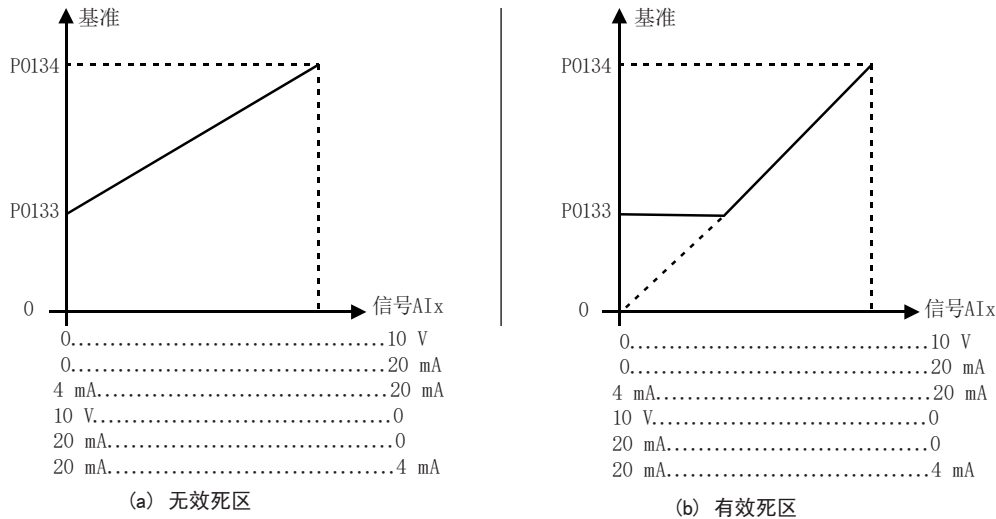 基准
P0134
P0133
0
信号AIx
0........................................10 V
0........................................20 mA
4 mA.....................................20 mA
10 V......................................0
20 mA....................................0
20 mA....................................4 mA
(a) 无效死区
基准
P0134
P0133
0
信号AIx
0......................................10 V
0......................................20 mA
4 mA...................................20 mA
10 V...................................0
20 mA.................................0
20 mA.................................4 mA
(b) 有效死区